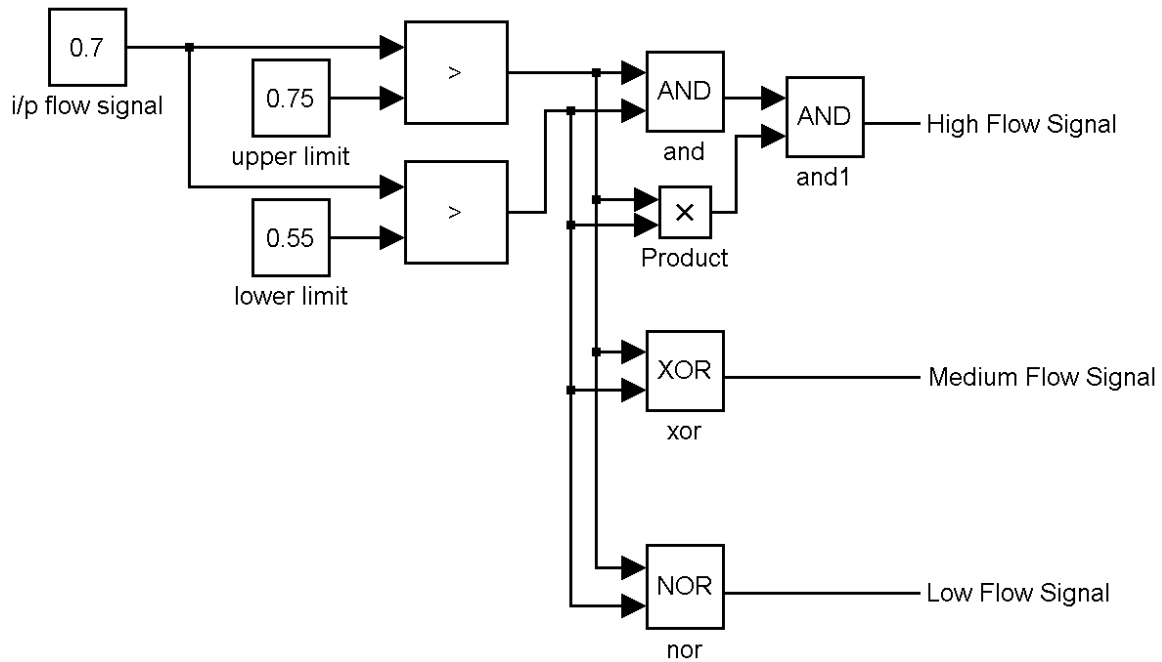 0.7
i/p flow signal
>
0.75
upper limit
>
0.55
lower limit
AND
and
AND
and1
High Flow Signal
×
Product
XOR
xor
Medium Flow Signal
NOR
nor
Low Flow Signal